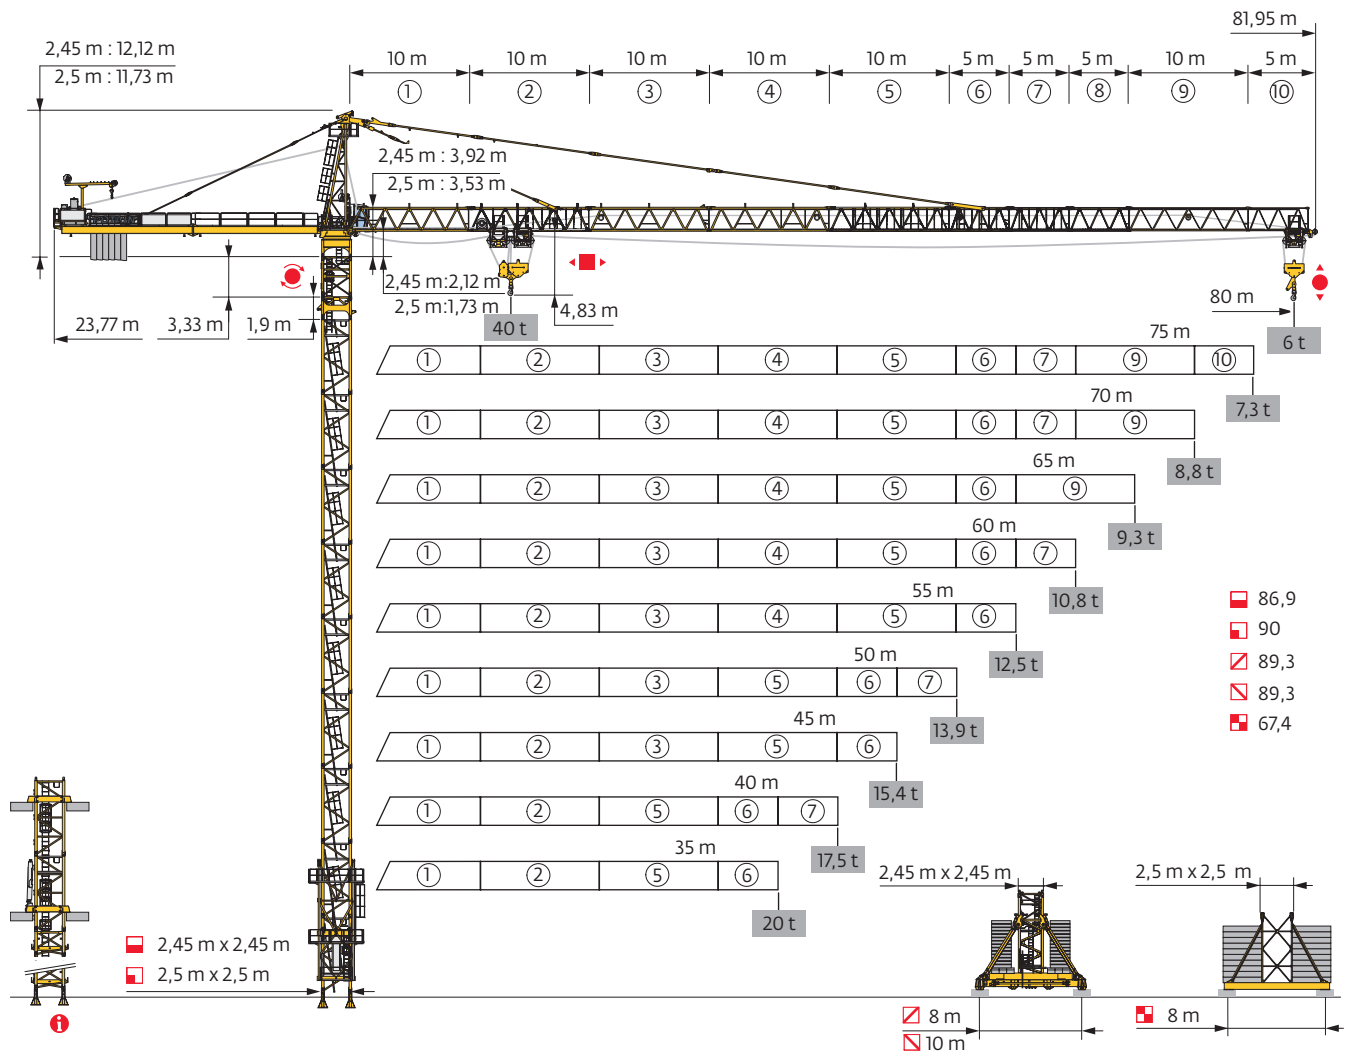 81,95 m
2,45 m : 12,12 m
2,5 m : 11,73 m
10 m 10 m 10 m 10 m 10 m 5 m 5 m 5 m 10 m 5 m
① ② ③ ④ ⑤ ⑥ ⑦ ⑧ ⑨ ⑩
2,45 m : 3,92 m
2,5 m : 3,53 m
2,45 m:2,12 m
2,5 m:1,73 m
4,83 m
80 m
23,77 m 3,33 m 1,9 m
40 t
6 t
75 m
① ② ③ ④ ⑤ ⑥ ⑦ ⑨ ⑩
7,3 t
70 m
① ② ③ ④ ⑤ ⑥ ⑦ ⑨
8,8 t
65 m
① ② ③ ④ ⑤ ⑥ ⑨
9,3 t
60 m
① ② ③ ④ ⑤ ⑥ ⑦
10,8 t
55 m
① ② ③ ④ ⑤ ⑥
12,5 t
86,9
90
89,3
89,3
67,4
50 m
① ② ③ ⑤ ⑥ ⑦
13,9 t
45 m
① ② ③ ⑤ ⑥
15,4 t
40 m
① ② ⑤ ⑥ ⑦
17,5 t
35 m
① ② ⑤ ⑥
20 t
2,45 m x 2,45 m
2,5 m x 2,5 m
2,45 m x 2,45 m
2,5 m x 2,5 m
i
8 m
10 m
8 m